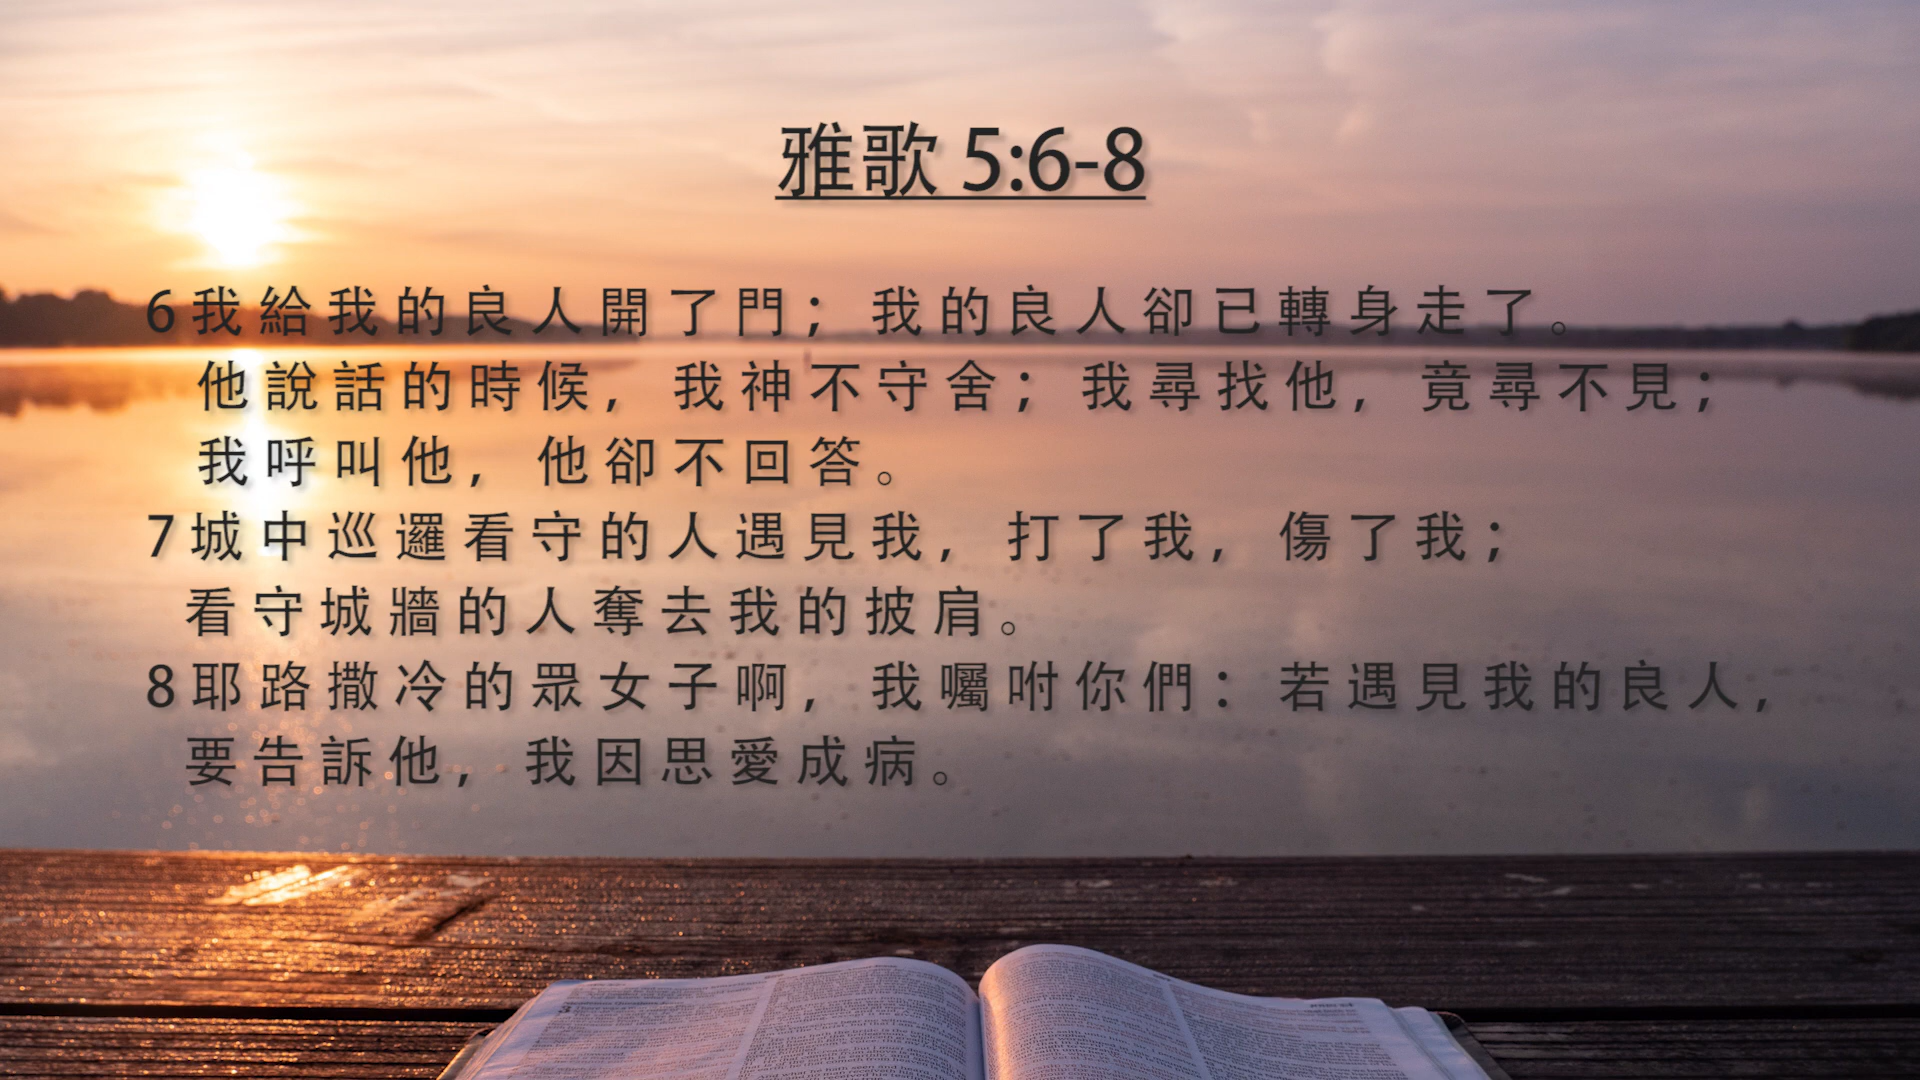 雅歌 5:6-8
6我給我的良人開了門；我的良人卻已轉身走了。
他說話的時候，我神不守舍；我尋找他，竟尋不見；
我呼叫他，他卻不回答。
7城中巡邏看守的人遇見我，打了我，傷了我；
看守城牆的人奪去我的披肩。
8耶路撒冷的眾女子啊，我囑咐你們：若遇見我的良人，
要告訴他，我因思愛成病。